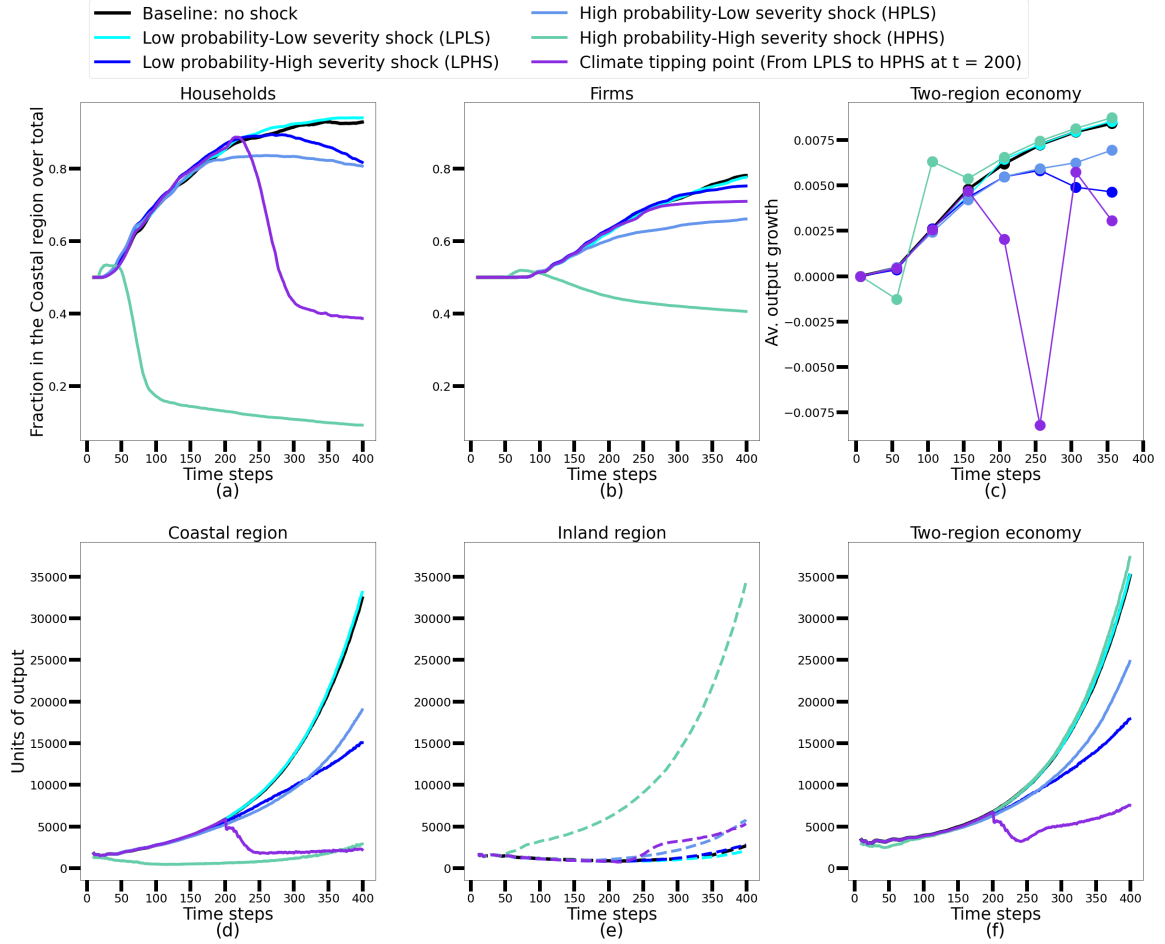 Baseline: no shock
Low probability-Low severity shock (LPLS)
Low probability-High severity shock (LPHS)
High probability-Low severity shock (HPLS)
High probability-High severity shock (HPHS)
Climate tipping point (From LPLS to HPHS at t = 200)
Households
Fraction in the Coastal region over total
0.8
0.6
0.4
0.2
0 50 100 150 200 250 300 350 400
Time steps
(a)
Firms
0.8
0.6
0.4
0.2
0 50 100 150 200 250 300 350 400
Time steps
(b)
Two-region economy
Av. output growth
0.0075
0.0050
0.0025
0.0000
−0.0025
−0.0050
−0.0075
0 50 100 150 200 250 300 350 400
Time steps
(c)
Coastal region
Units of output
35000
30000
25000
20000
15000
10000
5000
0
0 50 100 150 200 250 300 350 400
Time steps
(d)
Inland region
35000
30000
25000
20000
15000
10000
5000
0
0 50 100 150 200 250 300 350 400
Time steps
(e)
Two-region economy
35000
30000
25000
20000
15000
10000
5000
0
0 50 100 150 200 250 300 350 400
Time steps
(f)